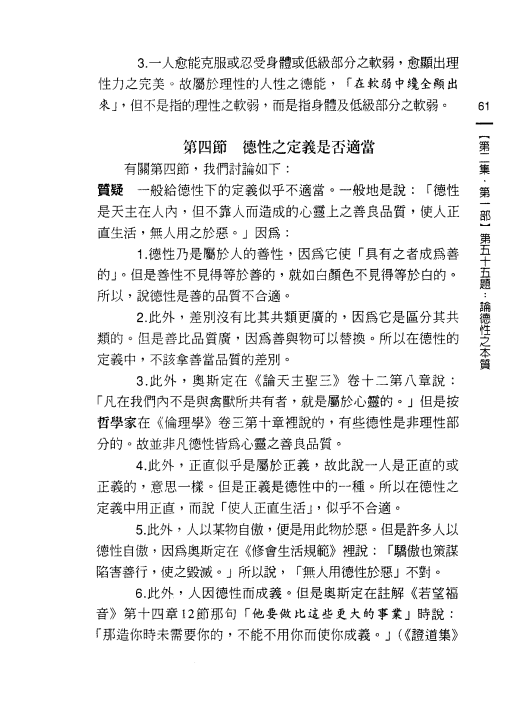 3.一人愈能克服或忍受身體或低級部分之軟弱，愈顯出理
性力之完美。故屬於理性的人性之德能，「在軟弱中纔全顯出
來」，但不是指的理性之軟弱，而是指身體及低級部分之軟弱。
第四節　德性之定義是否適當
有關第四節，我們討論如下：
質疑　一般給德性下的定義似乎不適當。一般地是說：「德性
是天主在人內，但不靠人而造成的心靈上之善良品質，使人正
直生活，無人用之於惡。」因爲：
1.德性乃是屬於人的善性，因爲它使「具有之者成爲善
的」。但是善性不見得等於善的，就如白顏色不見得等於白的。
所以，說德性是善的品質不合適。
2.此外，差別沒有比其共類更廣的，因爲它是區分其共
類的。但是善比品質廣，因爲善與物可以替換。所以在德性的
定義中，不該拿善當品質的差別。
3.此外，奧斯定在《論天主聖三》卷十二第八章說：
「凡在我們內不是與禽獸所共有者，就是屬於心靈的。」但是按
哲學家在《倫理學》卷三第十章裡說的，有些德性是非理性部
分的。故並非凡德性皆爲心靈之善良品質。
4.此外，正直似乎是屬於正義，故此說一人是正直的或
正義的，意思一樣。但是正義是德性中的一種。所以在德性之
定義中用正直，而說「使人正直生活」，似乎不合適。
5.此外，人以某物自傲，便是用此物於惡。但是許多人以
德性自傲，因爲奧斯定在《修會生活規範》裡說：「驕傲也策謀
陷害善行，使之毀滅。」所以說，「無人用德性於惡」不對。
6.此外，人因德性而成義。但是奧斯定在註解《若望福
音》第十四章12節那句「他要做比這些更大的事業」時說：
「那造你時未需要你的，不能不用你而使你成義。」（《證道集》
61
【第二集．第一部】第五十五題：論德性之本質